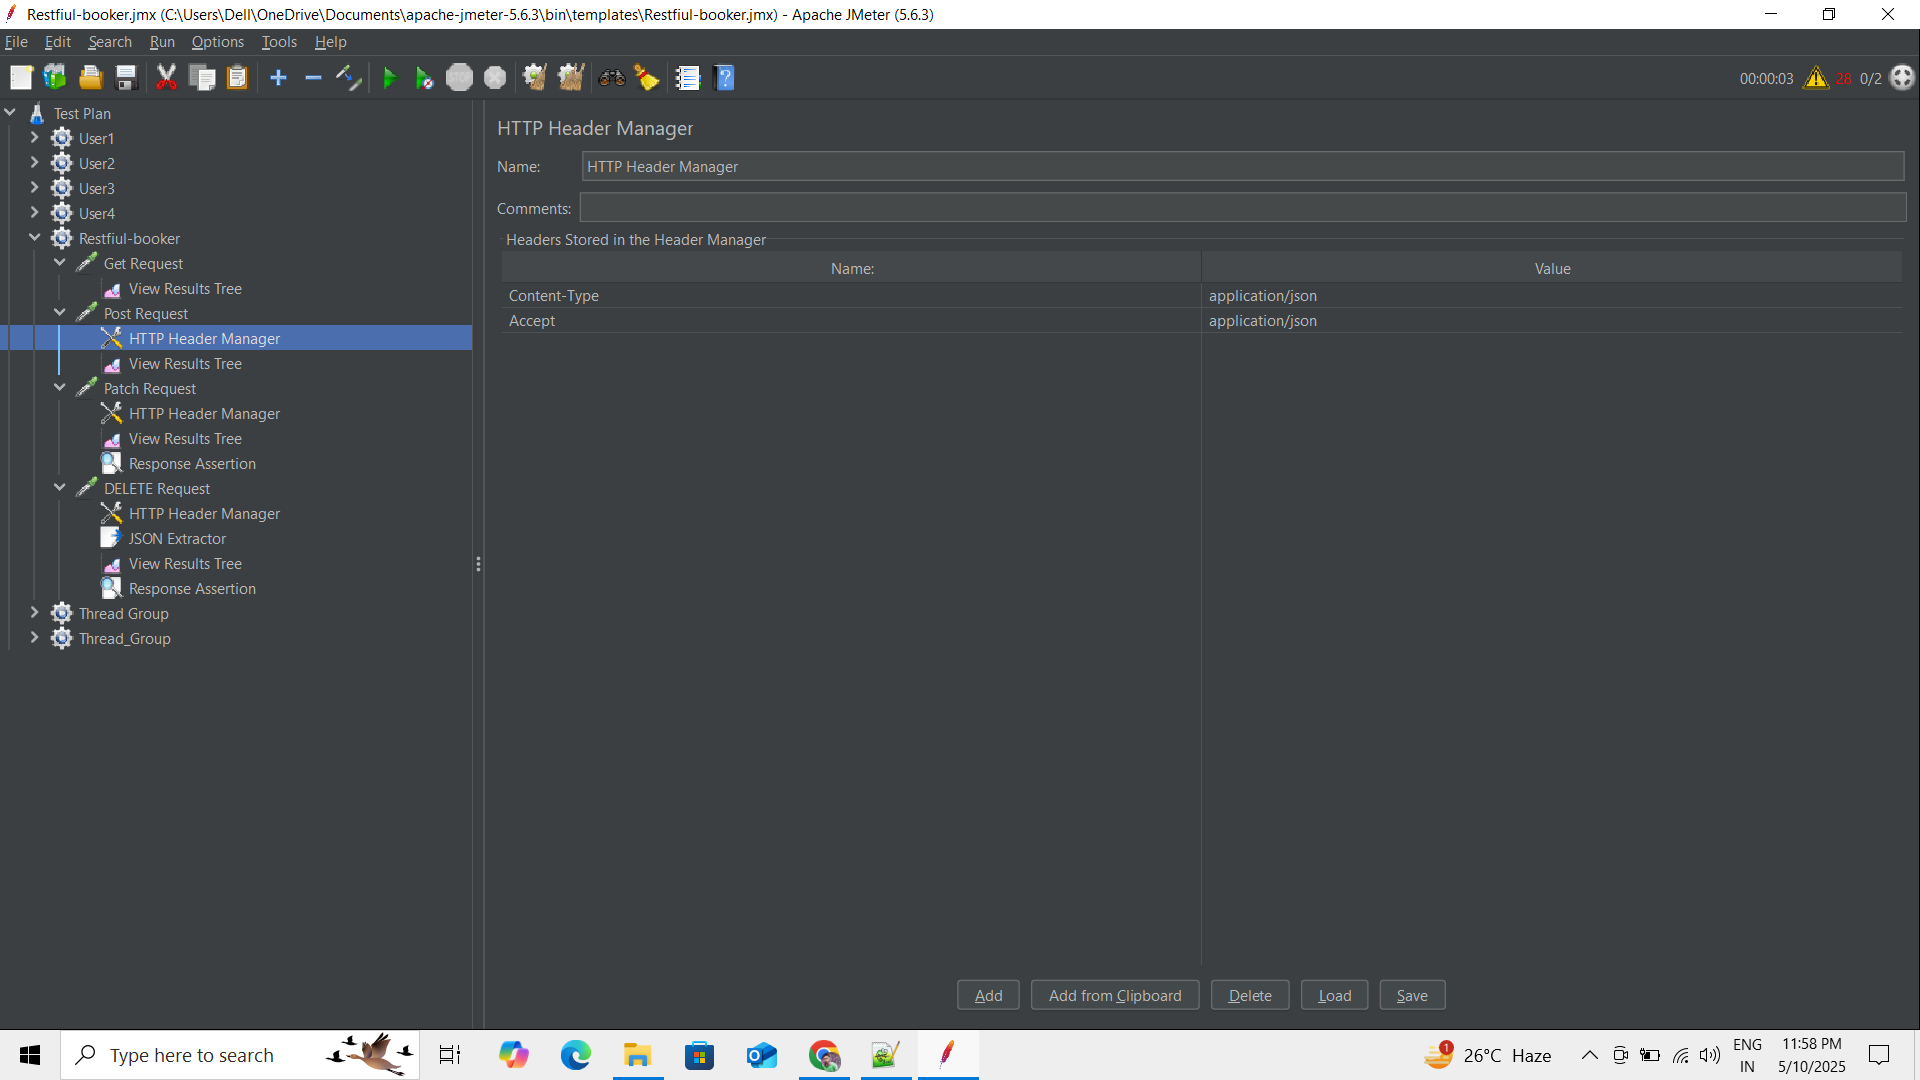 Restfiul-booker.jmx (C:\Users\Dell\OneDrive\Documents\apache-jmeter-5.6.3\bin\templates\Restfiul-booker.jmx) - Apache JMeter (5.6.3)
File Edit Search Run Options Tools Help
STOP 00:00:03 28 0/2
Test Plan
User1
User2
User3
User4
Restfiul-booker
Get Request
View Results Tree
Post Request
HTTP Header Manager
View Results Tree
Patch Request
HTTP Header Manager
View Results Tree
Response Assertion
DELETE Request
HTTP Header Manager
JSON Extractor
View Results Tree
Response Assertion
Thread Group
Thread_Group
HTTP Header Manager
Name: HTTP Header Manager
Comments:
Headers Stored in the Header Manager
Name: Value
Content-Type application/json
Accept application/json
Add Add from Clipboard Delete Load Save
Type here to search
1 26°C Haze
ENG
IN
11:58 PM
5/10/2025